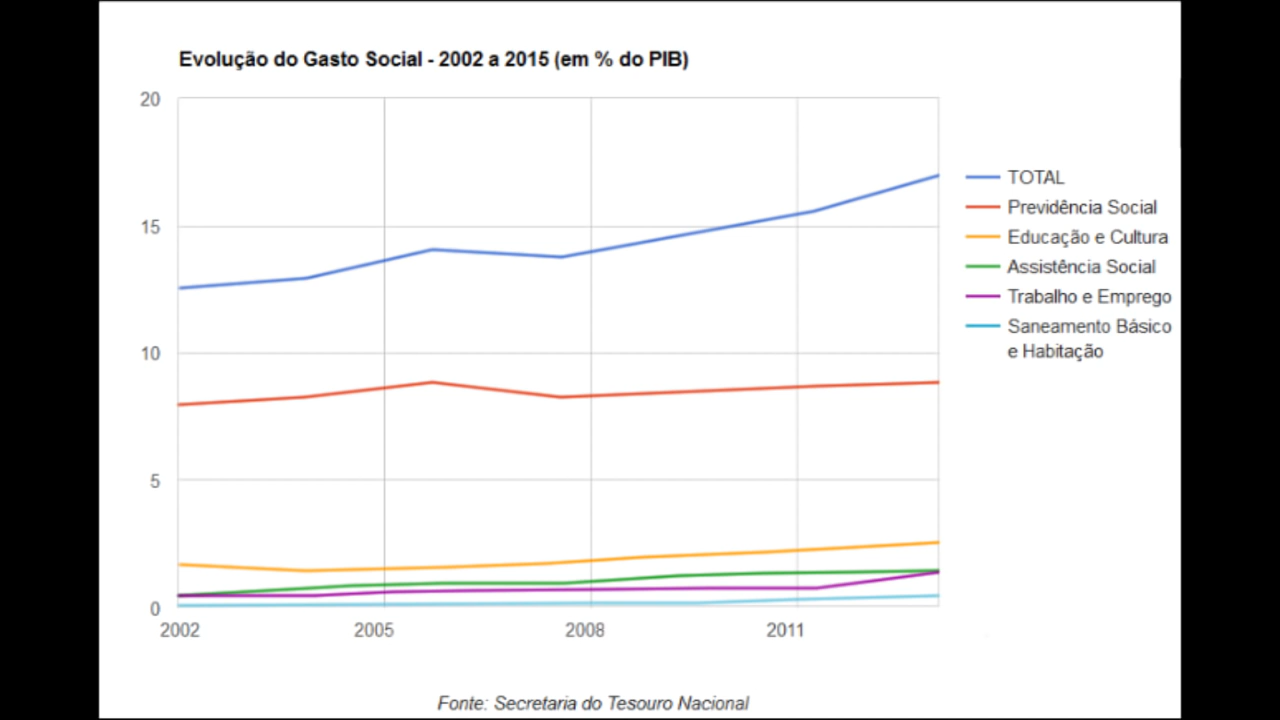 Evolução do Gasto Social - 2002 a 2015 (em % do PIB)
20
15
10
5
0
2002 2005 2008 2011
TOTAL
Previdência Social
Educação e Cultura
Assistência Social
Trabalho e Emprego
Saneamento Básico
e Habitação
Fonte: Secretaria do Tesouro Nacional